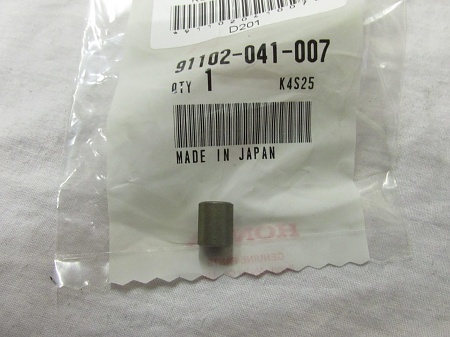 D201
91102-041-007
QTY 1 K4S25
MADE IN JAPAN